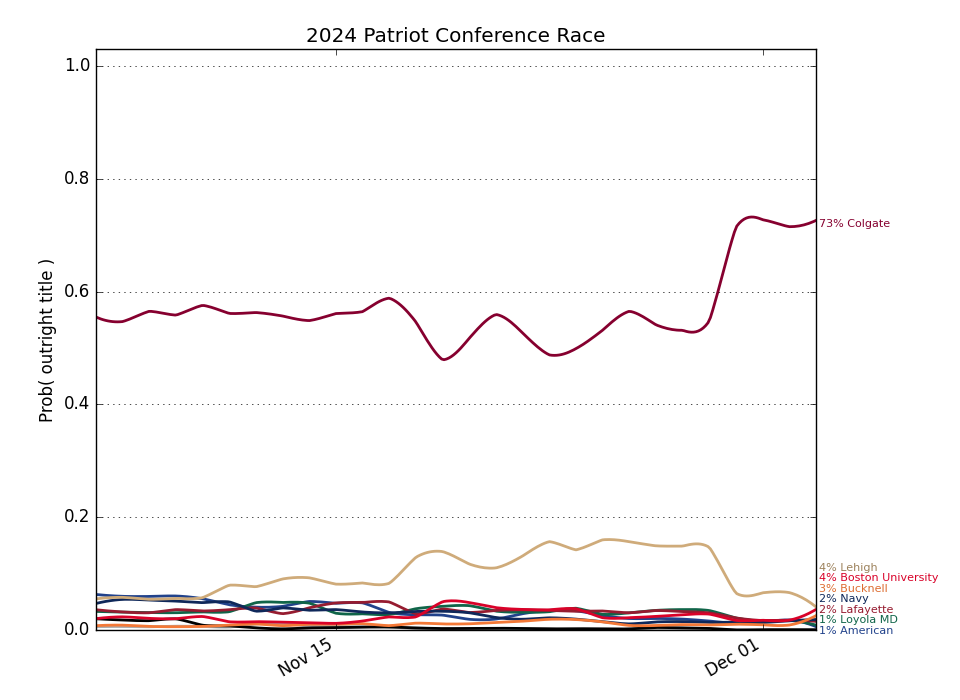 2024 Patriot Conference Race
Prob( outright title )
1.0
0.8
0.6
0.4
0.2
0.0
Nov 15
Dec 01
73% Colgate
4% Lehigh
4% Boston University
3% Bucknell
2% Navy
2% Lafayette
1% Loyola MD
1% American